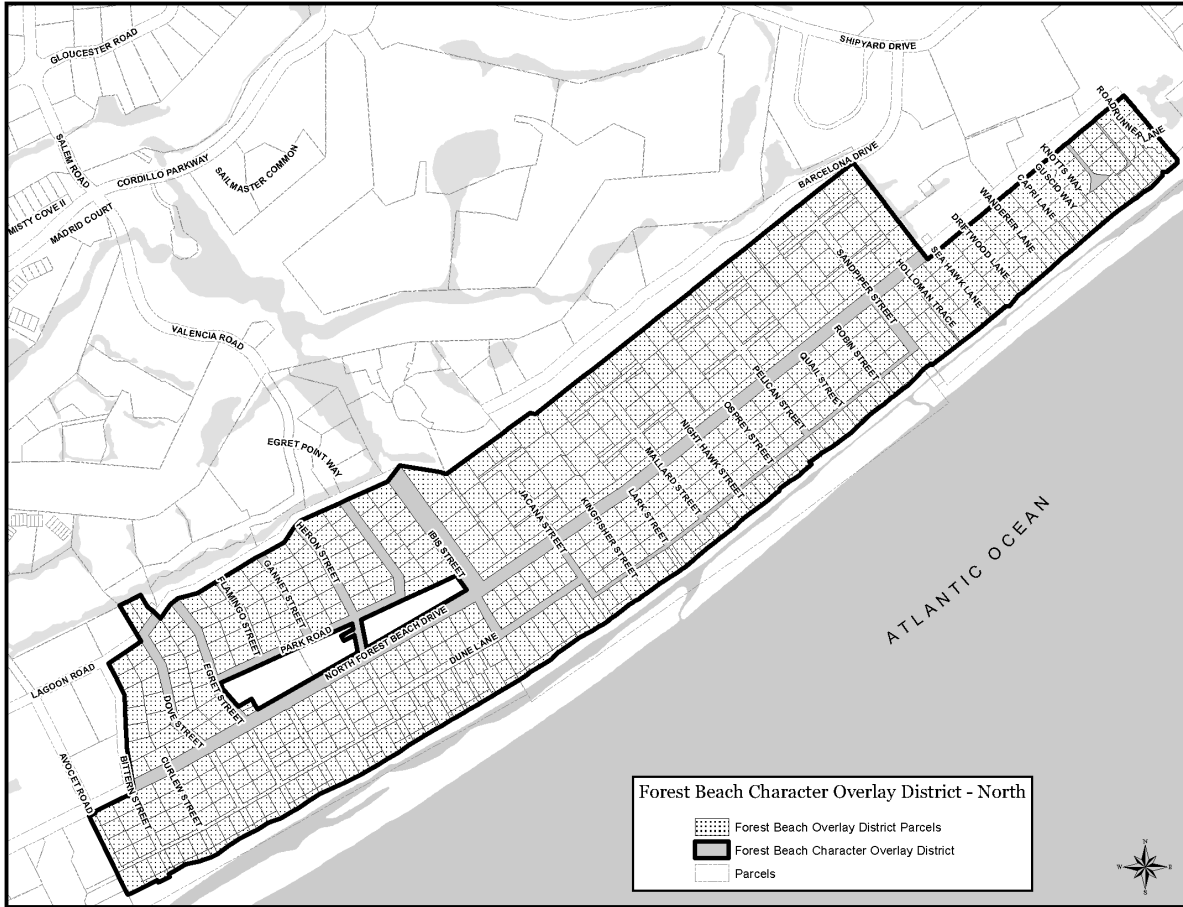 GLOUCESTER ROAD
SHIPYARD DRIVE
SALEM ROAD
CORDILLO PARKWAY
SAILMASTER COMMON
MISTY COVE II
MADRID COURT
BARCELONA DRIVE
ROADRUNNER LANE
KNOTTS WAY
GUSCIO WAY
CAPRI LANE
WANDERER LANE
DRIFTWOOD LANE
SEA HAWK LANE
HOLLOMAN TRACE
SANDPIPER STREET
ROBIN STREET
QUAIL STREET
PELICAN STREET
OSPREY STREET
NIGHT HAWK STREET
MALLARD STREET
LARK STREET
KINGFISHER STREET
JACANA STREET
VALENCIA ROAD
EGRET POINT WAY
IBIS STREET
HERON STREET
GANNET STREET
FLAMINGO STREET
PARK ROAD
NORTH FOREST BEACH DRIVE
DUNE LANE
EGRET STREET
DOVE STREET
LAGOON ROAD
AVOCET ROAD
BITTERN STREET
CURLEW STREET
ATLANTIC OCEAN
Forest Beach Character Overlay District - North
Forest Beach Overlay District Parcels
Forest Beach Character Overlay District
Parcels
N
W
E
S